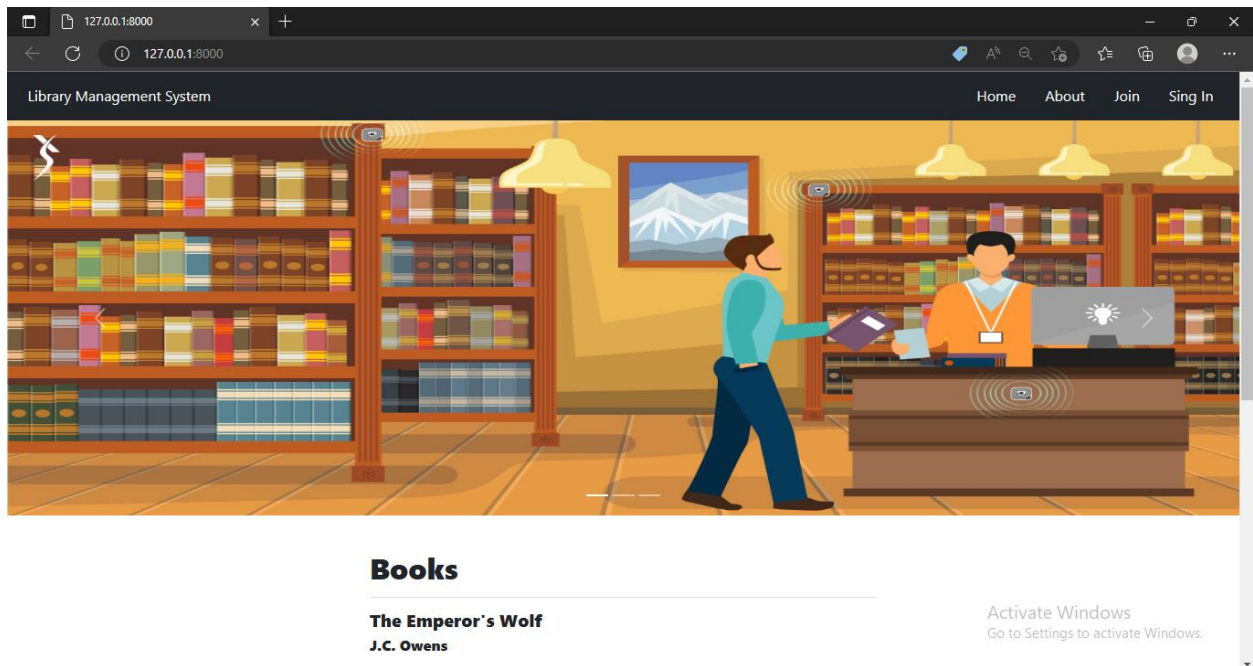 127.0.0.1:8000
127.0.0.1:8000
Library Management System
Home About Join Sing In
Books
The Emperor's Wolf
J.C. Owens
Activate Windows
Go to Settings to activate Windows.